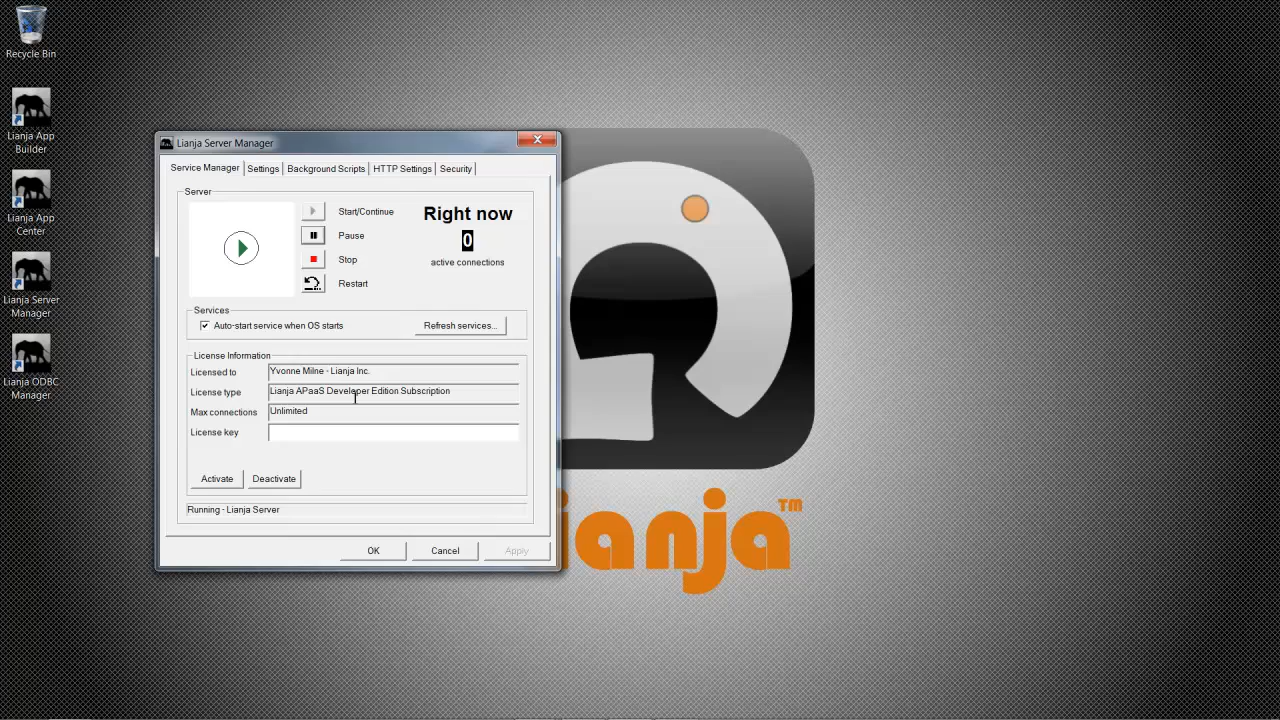 Recycle Bin
Lianja App
Builder
Lianja App
Center
Lianja Server
Manager
Lianja ODBC
Manager
Lianja Server Manager
Service Manager
Settings
Background Scripts
HTTP Settings
Security
Server
Start/Continue
Pause
Stop
Restart
Right now
0
active connections
Services
Auto-start service when OS starts
Refresh services...
License Information
Licensed to Yvonne Milne - Lianja Inc.
License type Lianja APaaS Developer Edition Subscription
Max connections Unlimited
License key
Activate
Deactivate
Running - Lianja Server
OK
Cancel
Apply
lianja™